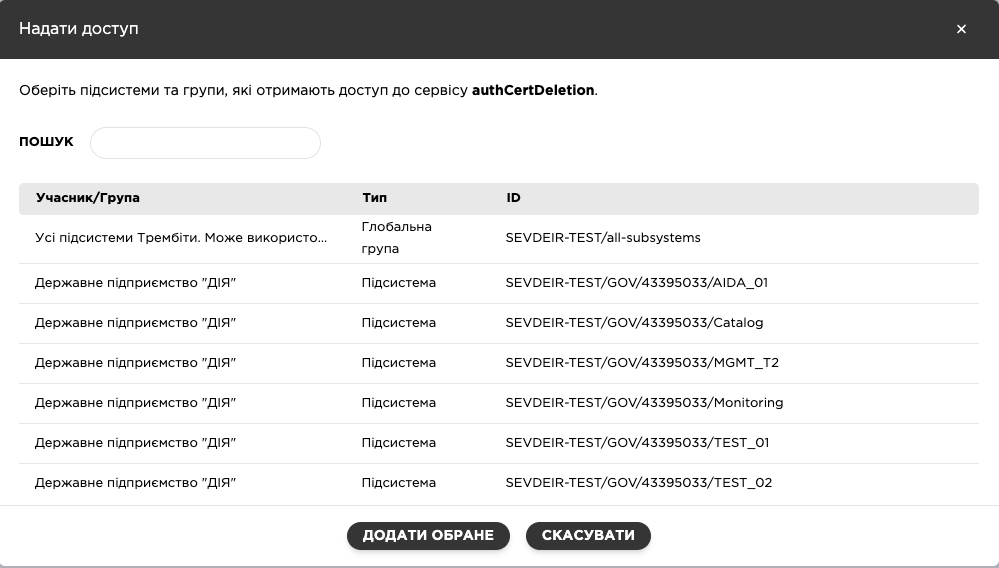 Надати доступ ×
Оберіть підсистеми та групи, які отримають доступ до сервісу authCertDeletion.
ПОШУК
Учасник/Група Тип ID
Усі підсистеми Трембіти. Може використо... Глобальна група SEVDEIR-TEST/all-subsystems
Державне підприємство "ДІЯ" Підсистема SEVDEIR-TEST/GOV/43395033/AIDA_01
Державне підприємство "ДІЯ" Підсистема SEVDEIR-TEST/GOV/43395033/Catalog
Державне підприємство "ДІЯ" Підсистема SEVDEIR-TEST/GOV/43395033/MGMT_T2
Державне підприємство "ДІЯ" Підсистема SEVDEIR-TEST/GOV/43395033/Monitoring
Державне підприємство "ДІЯ" Підсистема SEVDEIR-TEST/GOV/43395033/TEST_01
Державне підприємство "ДІЯ" Підсистема SEVDEIR-TEST/GOV/43395033/TEST_02
ДОДАТИ ОБРАНЕ СКАСУВАТИ